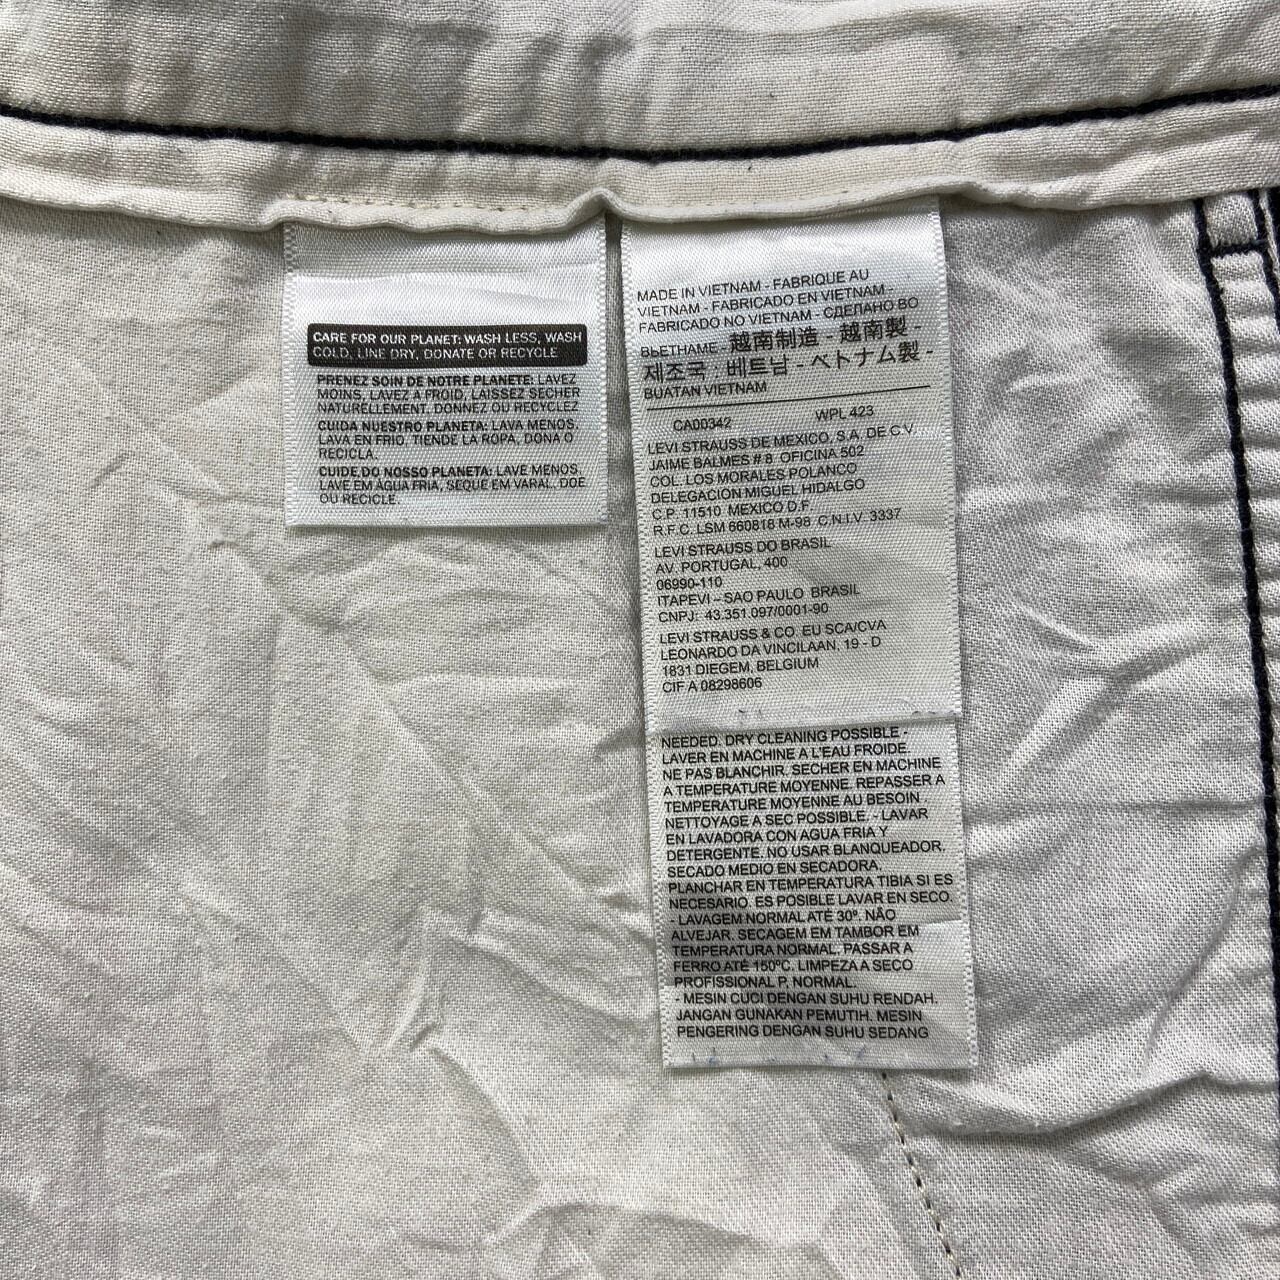 CARE FOR OUR PLANET: WASH LESS, WASH
COLD, LINE DRY, DONATE OR RECYCLE
PRENEZ SOIN DE NOTRE PLANETE: LAVEZ
MOINS, LAVEZ A FROID, LAISSEZ SECHER
NATURELLEMENT, DONNEZ OU RECYCLEZ
CUIDA NUESTRO PLANETA: LAVA MENOS,
LAVA EN FRIO, TIENDE LA ROPA, DONA O
RECICLA.
CUIDE DO NOSSO PLANETA: LAVE MENOS,
LAVE EM ÁGUA FRIA, SEQUE EM VARAL, DOE
OU RECICLE.
MADE IN VIETNAM - FABRIQUE AU
VIETNAM - FABRICADO EN VIETNAM -
FABRICADO NO VIETNAM - СДЕЛАНО ВО
ВЬЕТНАМЕ - 越南制造 - 越南製 -
제조국 : 베트남 - ベトナム製 -
BUATAN VIETNAM
CA00342 WPL 423
LEVI STRAUSS DE MEXICO, S.A. DE C.V.
JAIME BALMES # 8 OFICINA 502
COL. LOS MORALES POLANCO
DELEGACION MIGUEL HIDALGO
C.P. 11510 MEXICO D.F.
R.F.C. LSM 660818 M-98 C.N.I.V. 3337
LEVI STRAUSS DO BRASIL
AV. PORTUGAL, 400
06990-110
ITAPEVI – SAO PAULO BRASIL
CNPJ: 43.351.097/0001-90
LEVI STRAUSS & CO. EU SCA/CVA
LEONARDO DA VINCILAAN, 19 - D
1831 DIEGEM, BELGIUM
CIF A 08298606
NEEDED. DRY CLEANING POSSIBLE -
LAVER EN MACHINE A L'EAU FROIDE.
NE PAS BLANCHIR. SECHER EN MACHINE
A TEMPERATURE MOYENNE. REPASSER A
TEMPERATURE MOYENNE AU BESOIN .
NETTOYAGE A SEC POSSIBLE. - LAVAR
EN LAVADORA CON AGUA FRIA Y
DETERGENTE. NO USAR BLANQUEADOR.
SECADO MEDIO EN SECADORA.
PLANCHAR EN TEMPERATURA TIBIA SI ES
NECESARIO. ES POSIBLE LAVAR EN SECO.
- LAVAGEM NORMAL ATÉ 30º. NÃO
ALVEJAR. SECAGEM EM TAMBOR EM
TEMPERATURA NORMAL. PASSAR A
FERRO ATÉ 150ºC. LIMPEZA A SECO
PROFISSIONAL P, NORMAL.
- MESIN CUCI DENGAN SUHU RENDAH.
JANGAN GUNAKAN PEMUTIH. MESIN
PENGERING DENGAN SUHU SEDANG